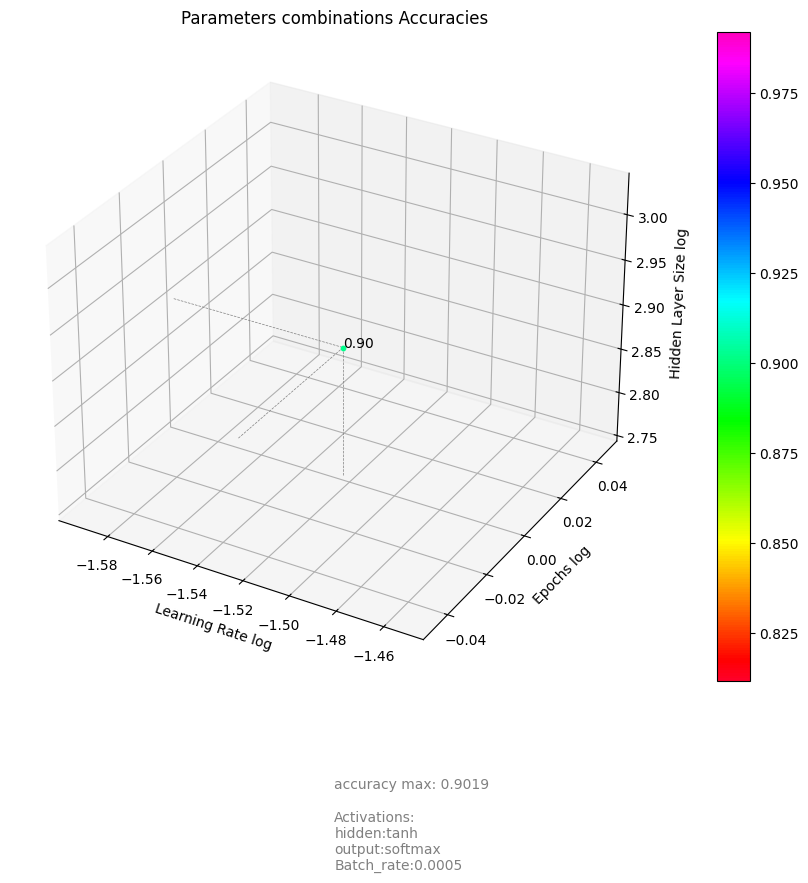 Parameters combinations Accuracies
0.975
0.950
0.925
0.900
0.875
0.850
0.825
3.00
2.95
2.90
2.85
2.80
2.75
Hidden Layer Size log
0.90
0.04
0.02
0.00
−0.02
−0.04
Epochs log
−1.58
−1.56
−1.54
−1.52
−1.50
−1.48
−1.46
Learning Rate log
accuracy max: 0.9019
Activations:
hidden:tanh
output:softmax
Batch_rate:0.0005